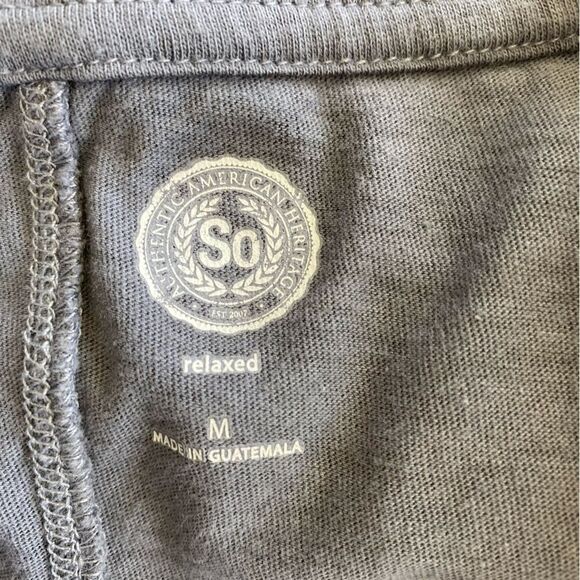 AUTHENTIC AMERICAN HERITAGE
So
EST 2007
relaxed
M
MADE IN GUATEMALA